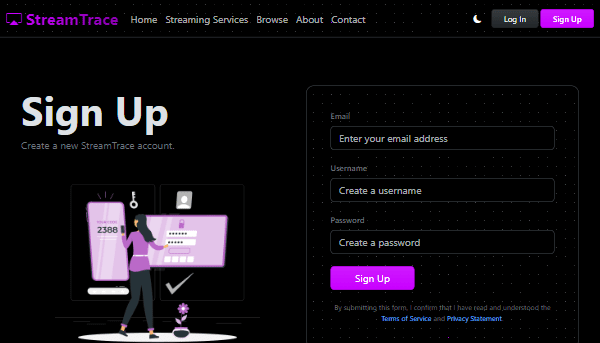 StreamTrace Home Streaming Services Browse About Contact Log In Sign Up
Sign Up
Create a new StreamTrace account.
2388
Email
Enter your email address
Username
Create a username
Password
Create a password
Sign Up
By submitting this form, I confirm that I have read and understood the
Terms of Service and Privacy Statement